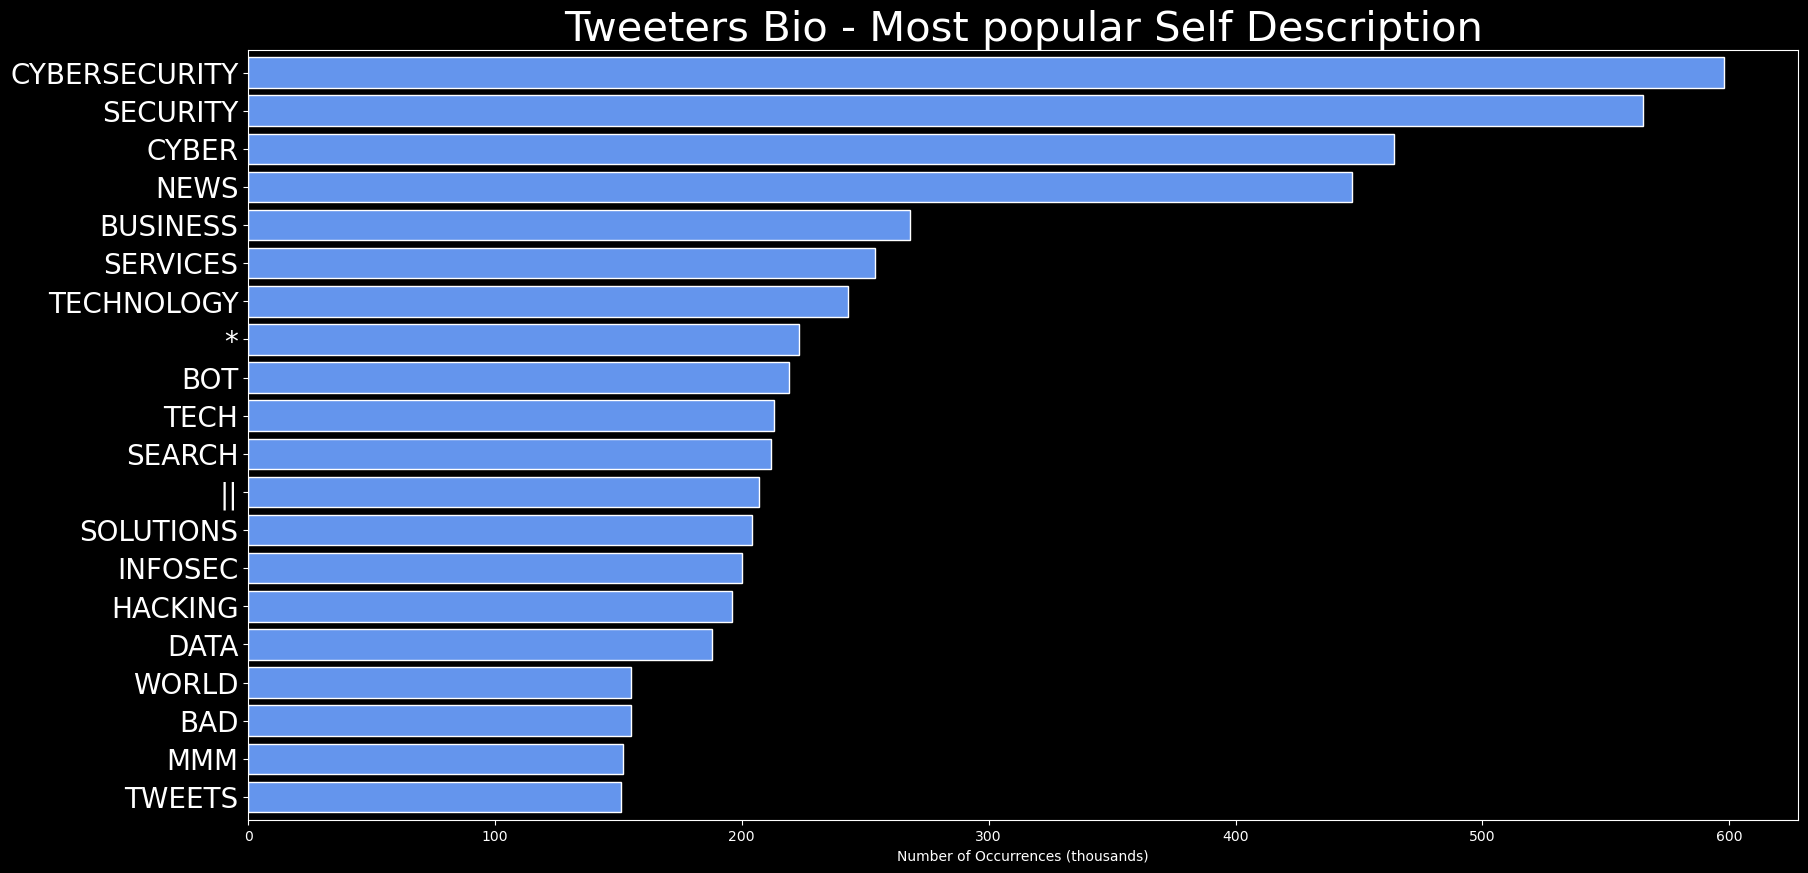 Tweeters Bio - Most popular Self Description
CYBERSECURITY
SECURITY
CYBER
NEWS
BUSINESS
SERVICES
TECHNOLOGY
*
BOT
TECH
SEARCH
||
SOLUTIONS
INFOSEC
HACKING
DATA
WORLD
BAD
MMM
TWEETS
0 100 200 300 400 500 600
Number of Occurrences (thousands)